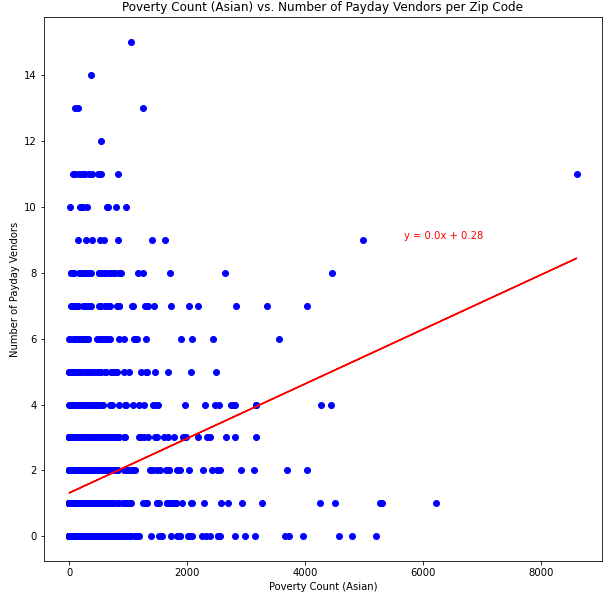 Poverty Count (Asian) vs. Number of Payday Vendors per Zip Code
14
12
10
8
6
4
2
0
Number of Payday Vendors
y = 0.0x + 0.28
0 2000 4000 6000 8000
Poverty Count (Asian)